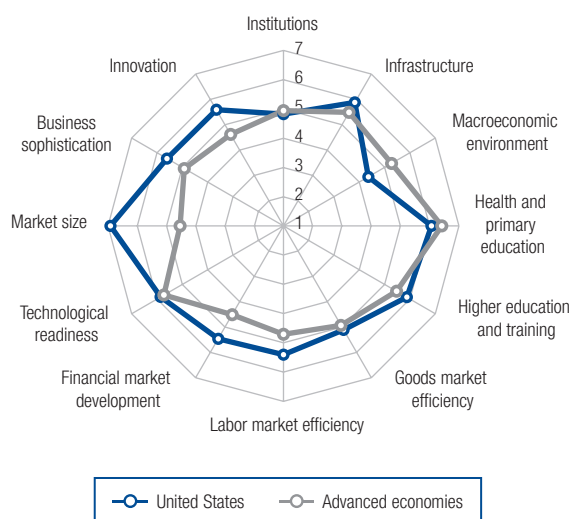 Institutions
7
6
5
4
3
2
1
Infrastructure
Macroeconomic
environment
Health and
primary
education
Higher education
and training
Goods market
efficiency
Labor market efficiency
Financial market
development
Technological
readiness
Market size
Business
sophistication
Innovation
United States
Advanced economies